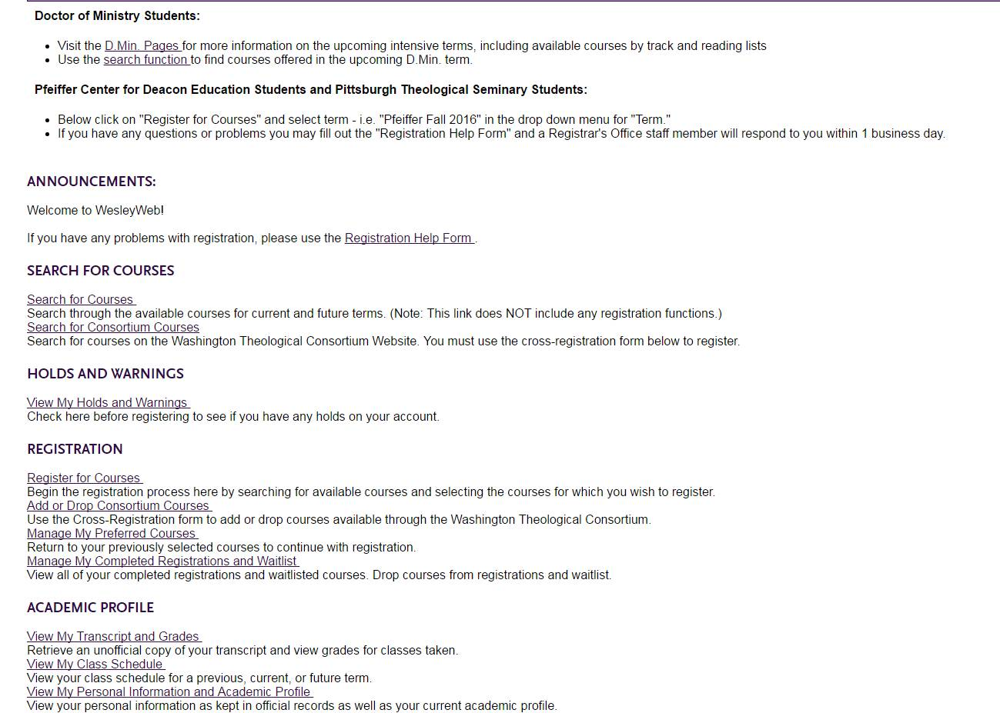 Doctor of Ministry Students:
• Visit the D.Min. Pages for more information on the upcoming intensive terms, including available courses by track and reading lists
• Use the search function to find courses offered in the upcoming D.Min. term.
Pfeiffer Center for Deacon Education Students and Pittsburgh Theological Seminary Students:
• Below click on "Register for Courses" and select term - i.e. "Pfeiffer Fall 2016" in the drop down menu for "Term."
• If you have any questions or problems you may fill out the "Registration Help Form" and a Registrar's Office staff member will respond to you within 1 business day.
ANNOUNCEMENTS:
Welcome to WesleyWeb!
If you have any problems with registration, please use the Registration Help Form .
SEARCH FOR COURSES
Search for Courses
Search through the available courses for current and future terms. (Note: This link does NOT include any registration functions.)
Search for Consortium Courses
Search for courses on the Washington Theological Consortium Website. You must use the cross-registration form below to register.
HOLDS AND WARNINGS
View My Holds and Warnings
Check here before registering to see if you have any holds on your account.
REGISTRATION
Register for Courses
Begin the registration process here by searching for available courses and selecting the courses for which you wish to register.
Add or Drop Consortium Courses
Use the Cross-Registration form to add or drop courses available through the Washington Theological Consortium.
Manage My Preferred Courses
Return to your previously selected courses to continue with registration.
Manage My Completed Registrations and Waitlist
View all of your completed registrations and waitlisted courses. Drop courses from registrations and waitlist.
ACADEMIC PROFILE
View My Transcript and Grades
Retrieve an unofficial copy of your transcript and view grades for classes taken.
View My Class Schedule
View your class schedule for a previous, current, or future term.
View My Personal Information and Academic Profile
View your personal information as kept in official records as well as your current academic profile.